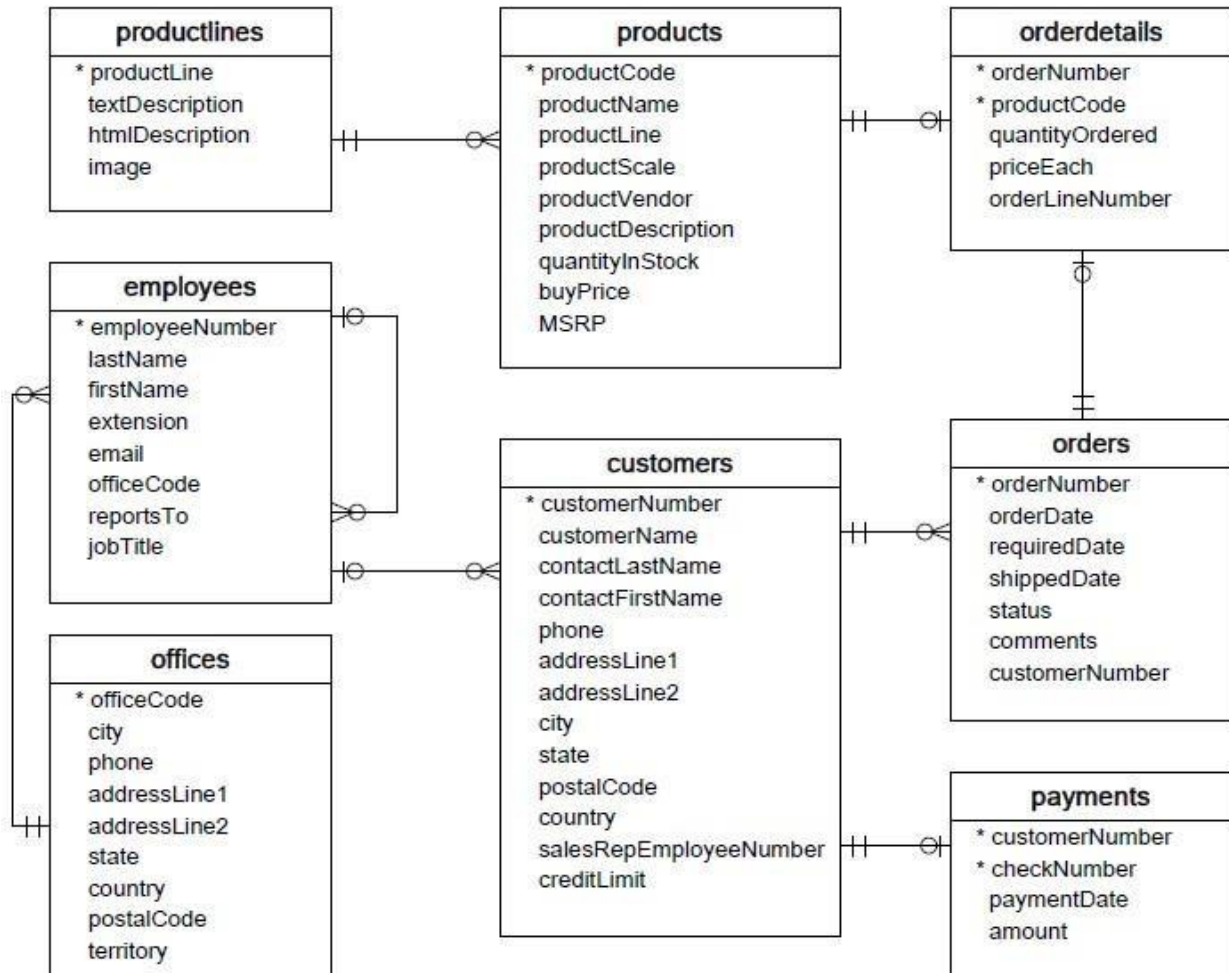 productlines
* productLine
textDescription
htmlDescription
image
products
* productCode
productName
productLine
productScale
productVendor
productDescription
quantityInStock
buyPrice
MSRP
orderdetails
* orderNumber
* productCode
quantityOrdered
priceEach
orderLineNumber
employees
* employeeNumber
lastName
firstName
extension
email
officeCode
reportsTo
jobTitle
customers
* customerNumber
customerName
contactLastName
contactFirstName
phone
addressLine1
addressLine2
city
state
postalCode
country
salesRepEmployeeNumber
creditLimit
orders
* orderNumber
orderDate
requiredDate
shippedDate
status
comments
customerNumber
offices
* officeCode
city
phone
addressLine1
addressLine2
state
country
postalCode
territory
payments
* customerNumber
* checkNumber
paymentDate
amount